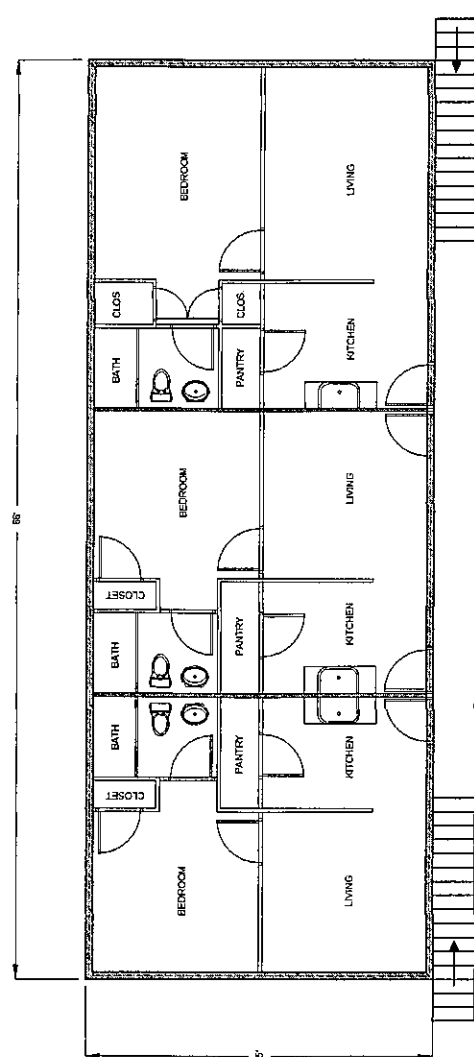 66'
CLOSET
BATH
BATH
CLOSET
BATH
CLOS
BEDROOM
BEDROOM
BEDROOM
PANTRY
PANTRY
PANTRY
CLOS.
LIVING
KITCHEN
KITCHEN
LIVING
KITCHEN
LIVING